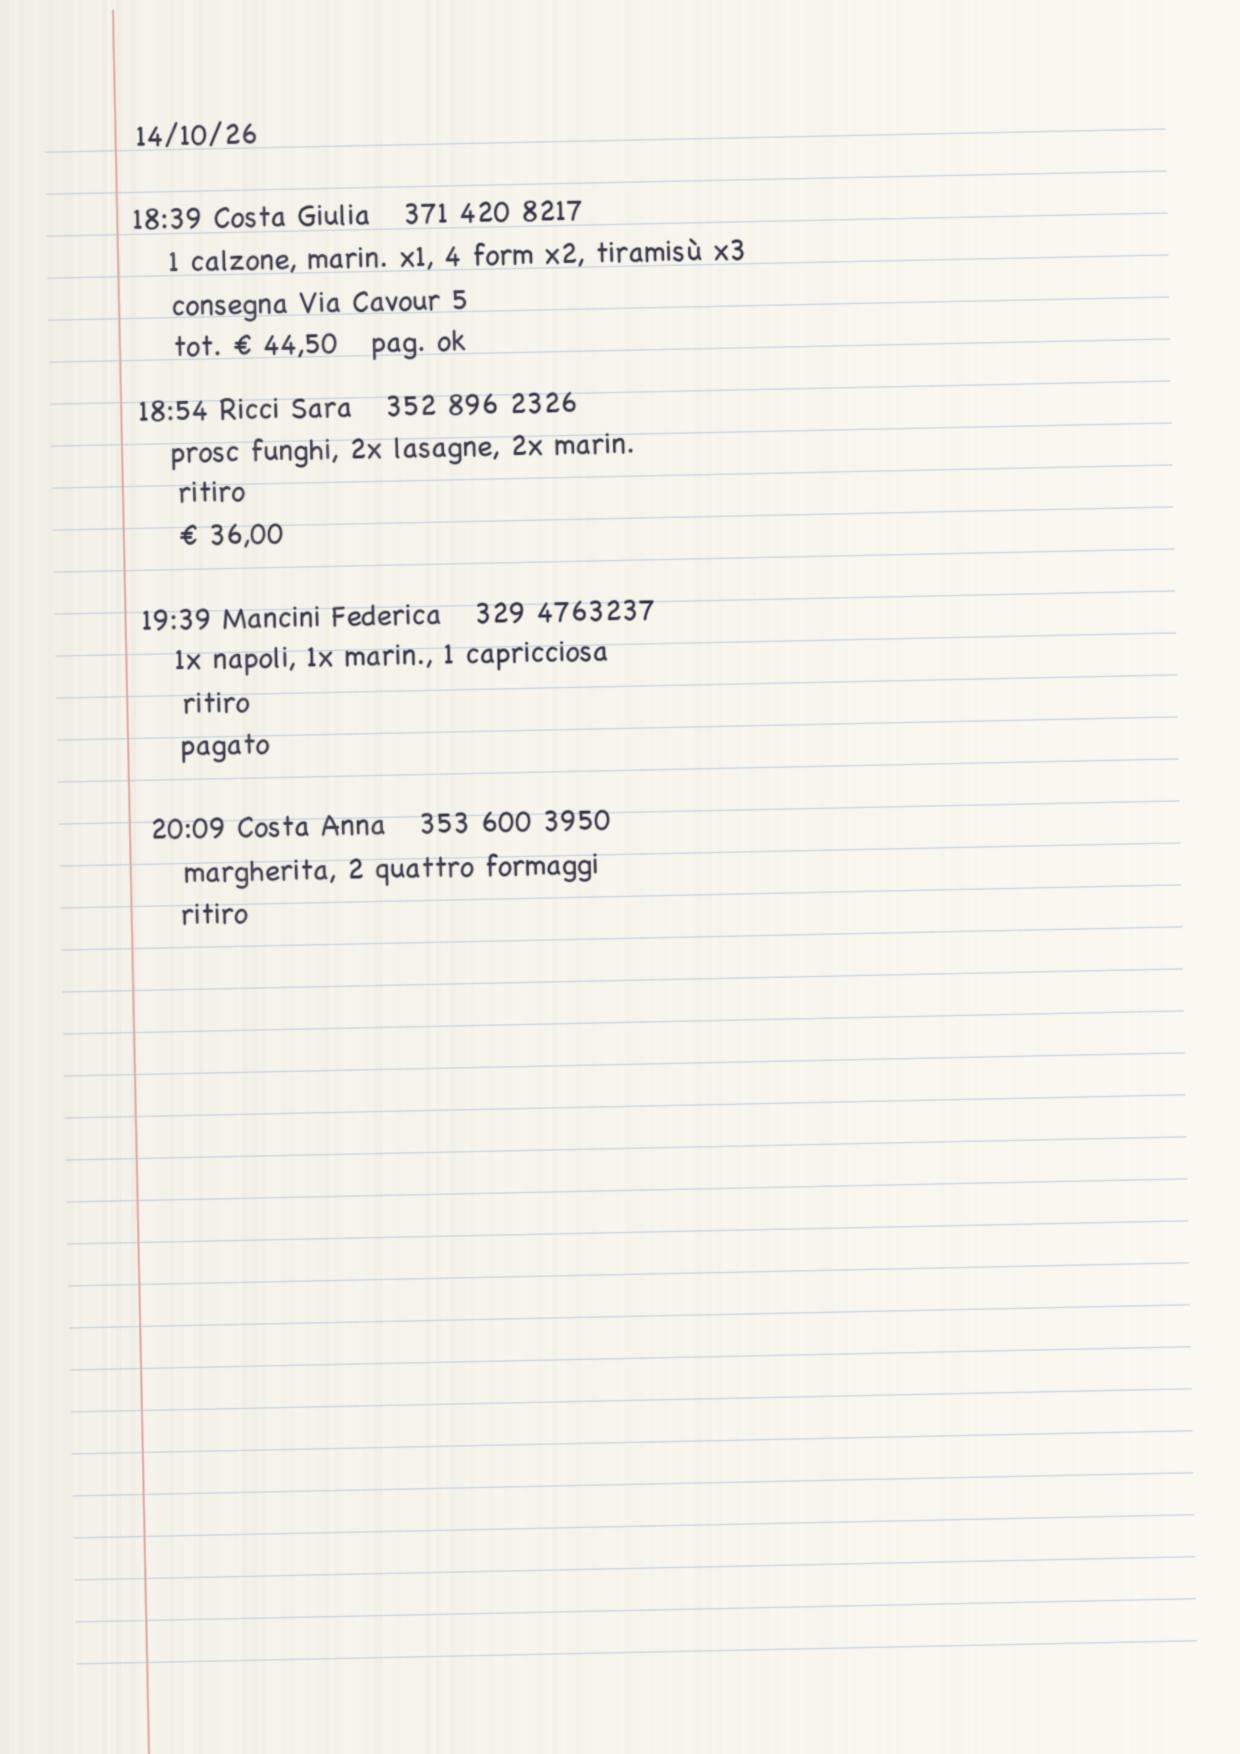 14/10/26
18:39 Costa Giulia 371 420 8217
1 calzone, marin. x1, 4 form x2, tiramisù x3
consegna Via Cavour 5
tot. € 44,50 pag. ok
18:54 Ricci Sara 352 896 2326
prosc funghi, 2x lasagne, 2x marin.
ritiro
€ 36,00
19:39 Mancini Federica 329 4763237
1x napoli, 1x marin., 1 capricciosa
ritiro
pagato
20:09 Costa Anna 353 600 3950
margherita, 2 quattro formaggi
ritiro